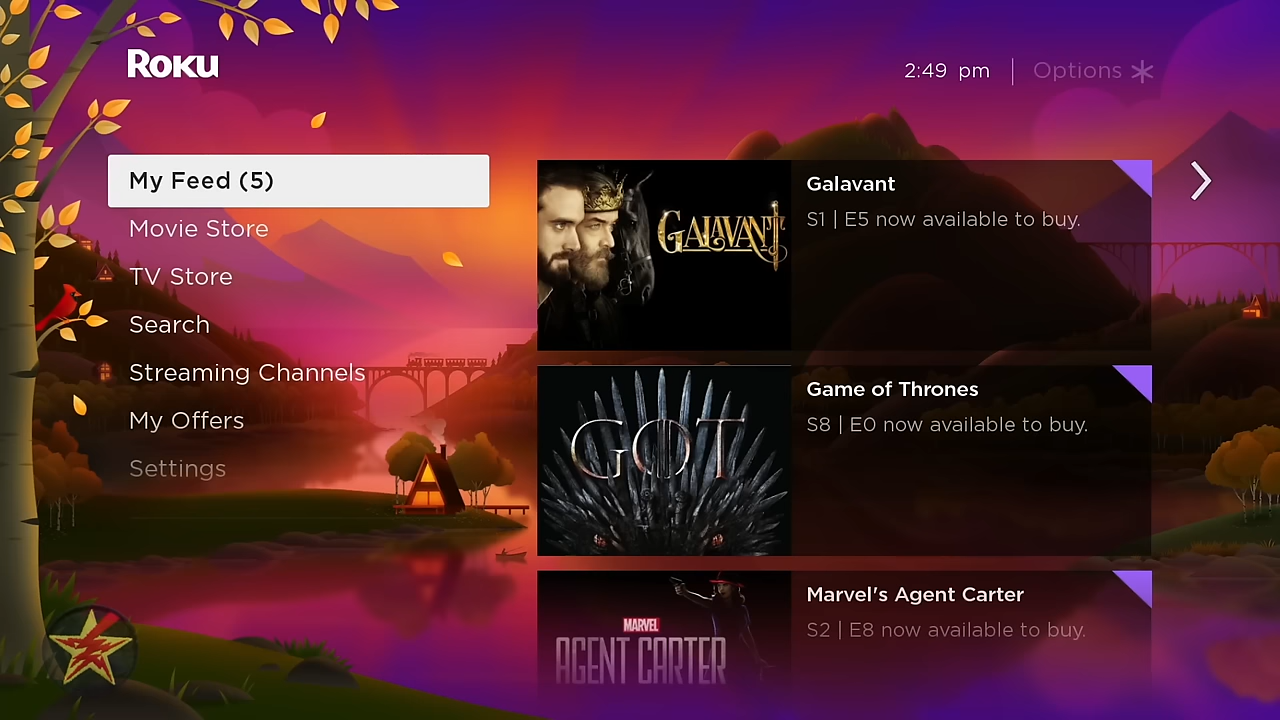 Roku
2:49 pm
Options
My Feed (5)
Movie Store
TV Store
Search
Streaming Channels
My Offers
Settings
GALAVANT
Galavant
S1 | E5 now available to buy.
GOT
Game of Thrones
S8 | E0 now available to buy.
MARVEL
AGENT CARTER
Marvel's Agent Carter
S2 | E8 now available to buy.